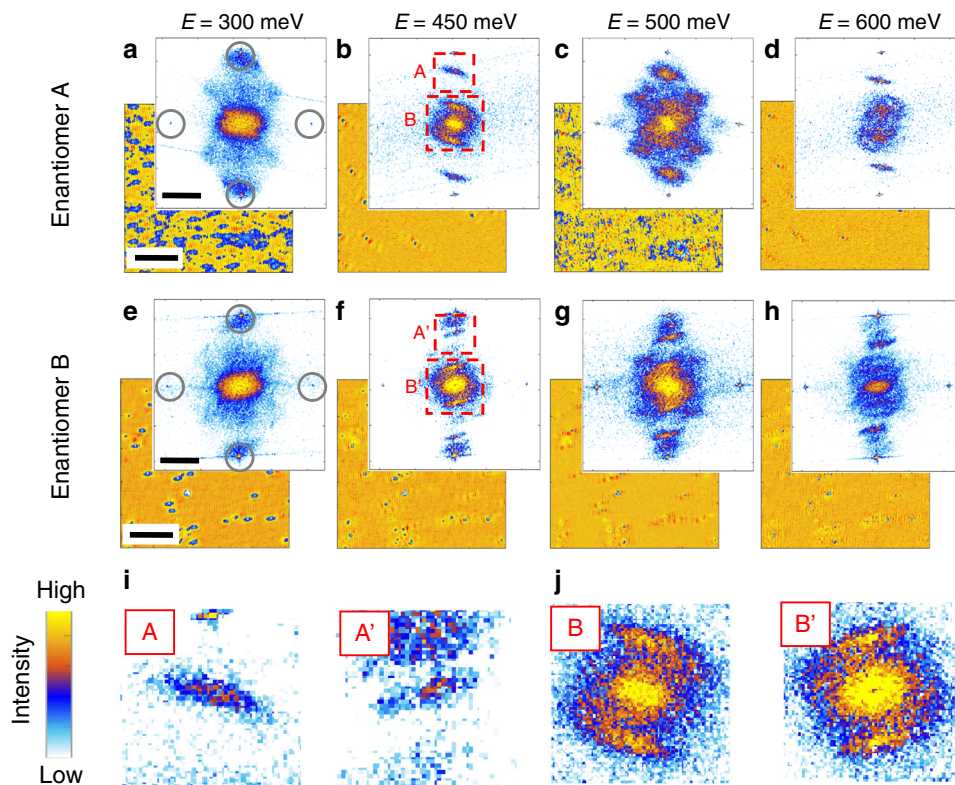 E = 300 meV
E = 450 meV
E = 500 meV
E = 600 meV
Enantiomer A
a
b
A
B
c
d
Enantiomer B
e
f
A'
B'
g
h
i
j
High
Intensity
Low
A
A'
B
B'